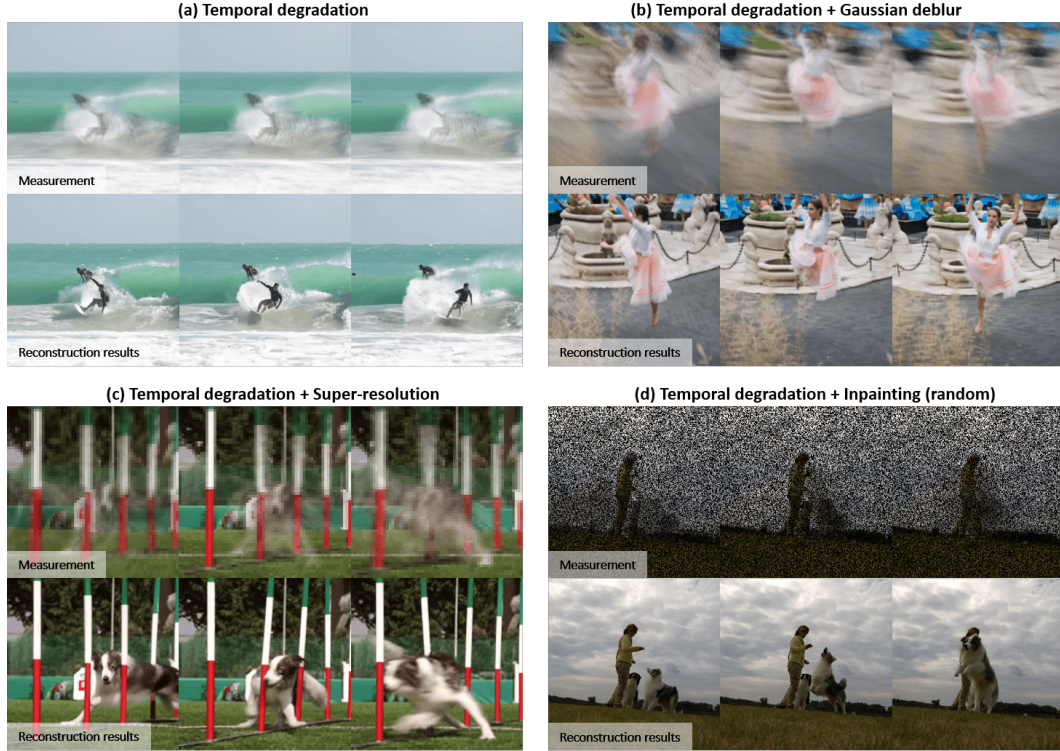 (a) Temporal degradation
Measurement
Reconstruction results
(b) Temporal degradation + Gaussian deblur
Measurement
Reconstruction results
(c) Temporal degradation + Super-resolution
Measurement
Reconstruction results
(d) Temporal degradation + Inpainting (random)
Measurement
Reconstruction results